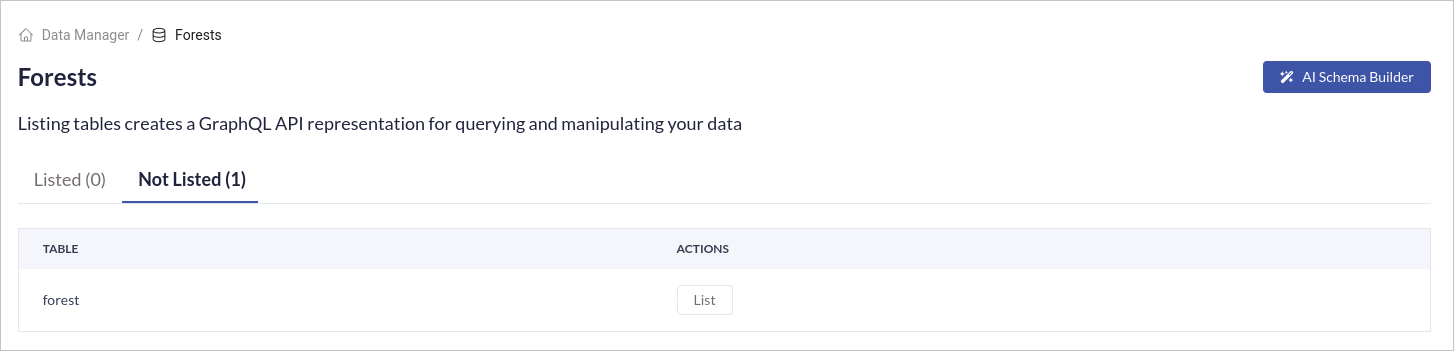 Data Manager / Forests
Forests
AI Schema Builder
Listing tables creates a GraphQL API representation for querying and manipulating your data
Listed (0) Not Listed (1)
TABLE ACTIONS
forest List